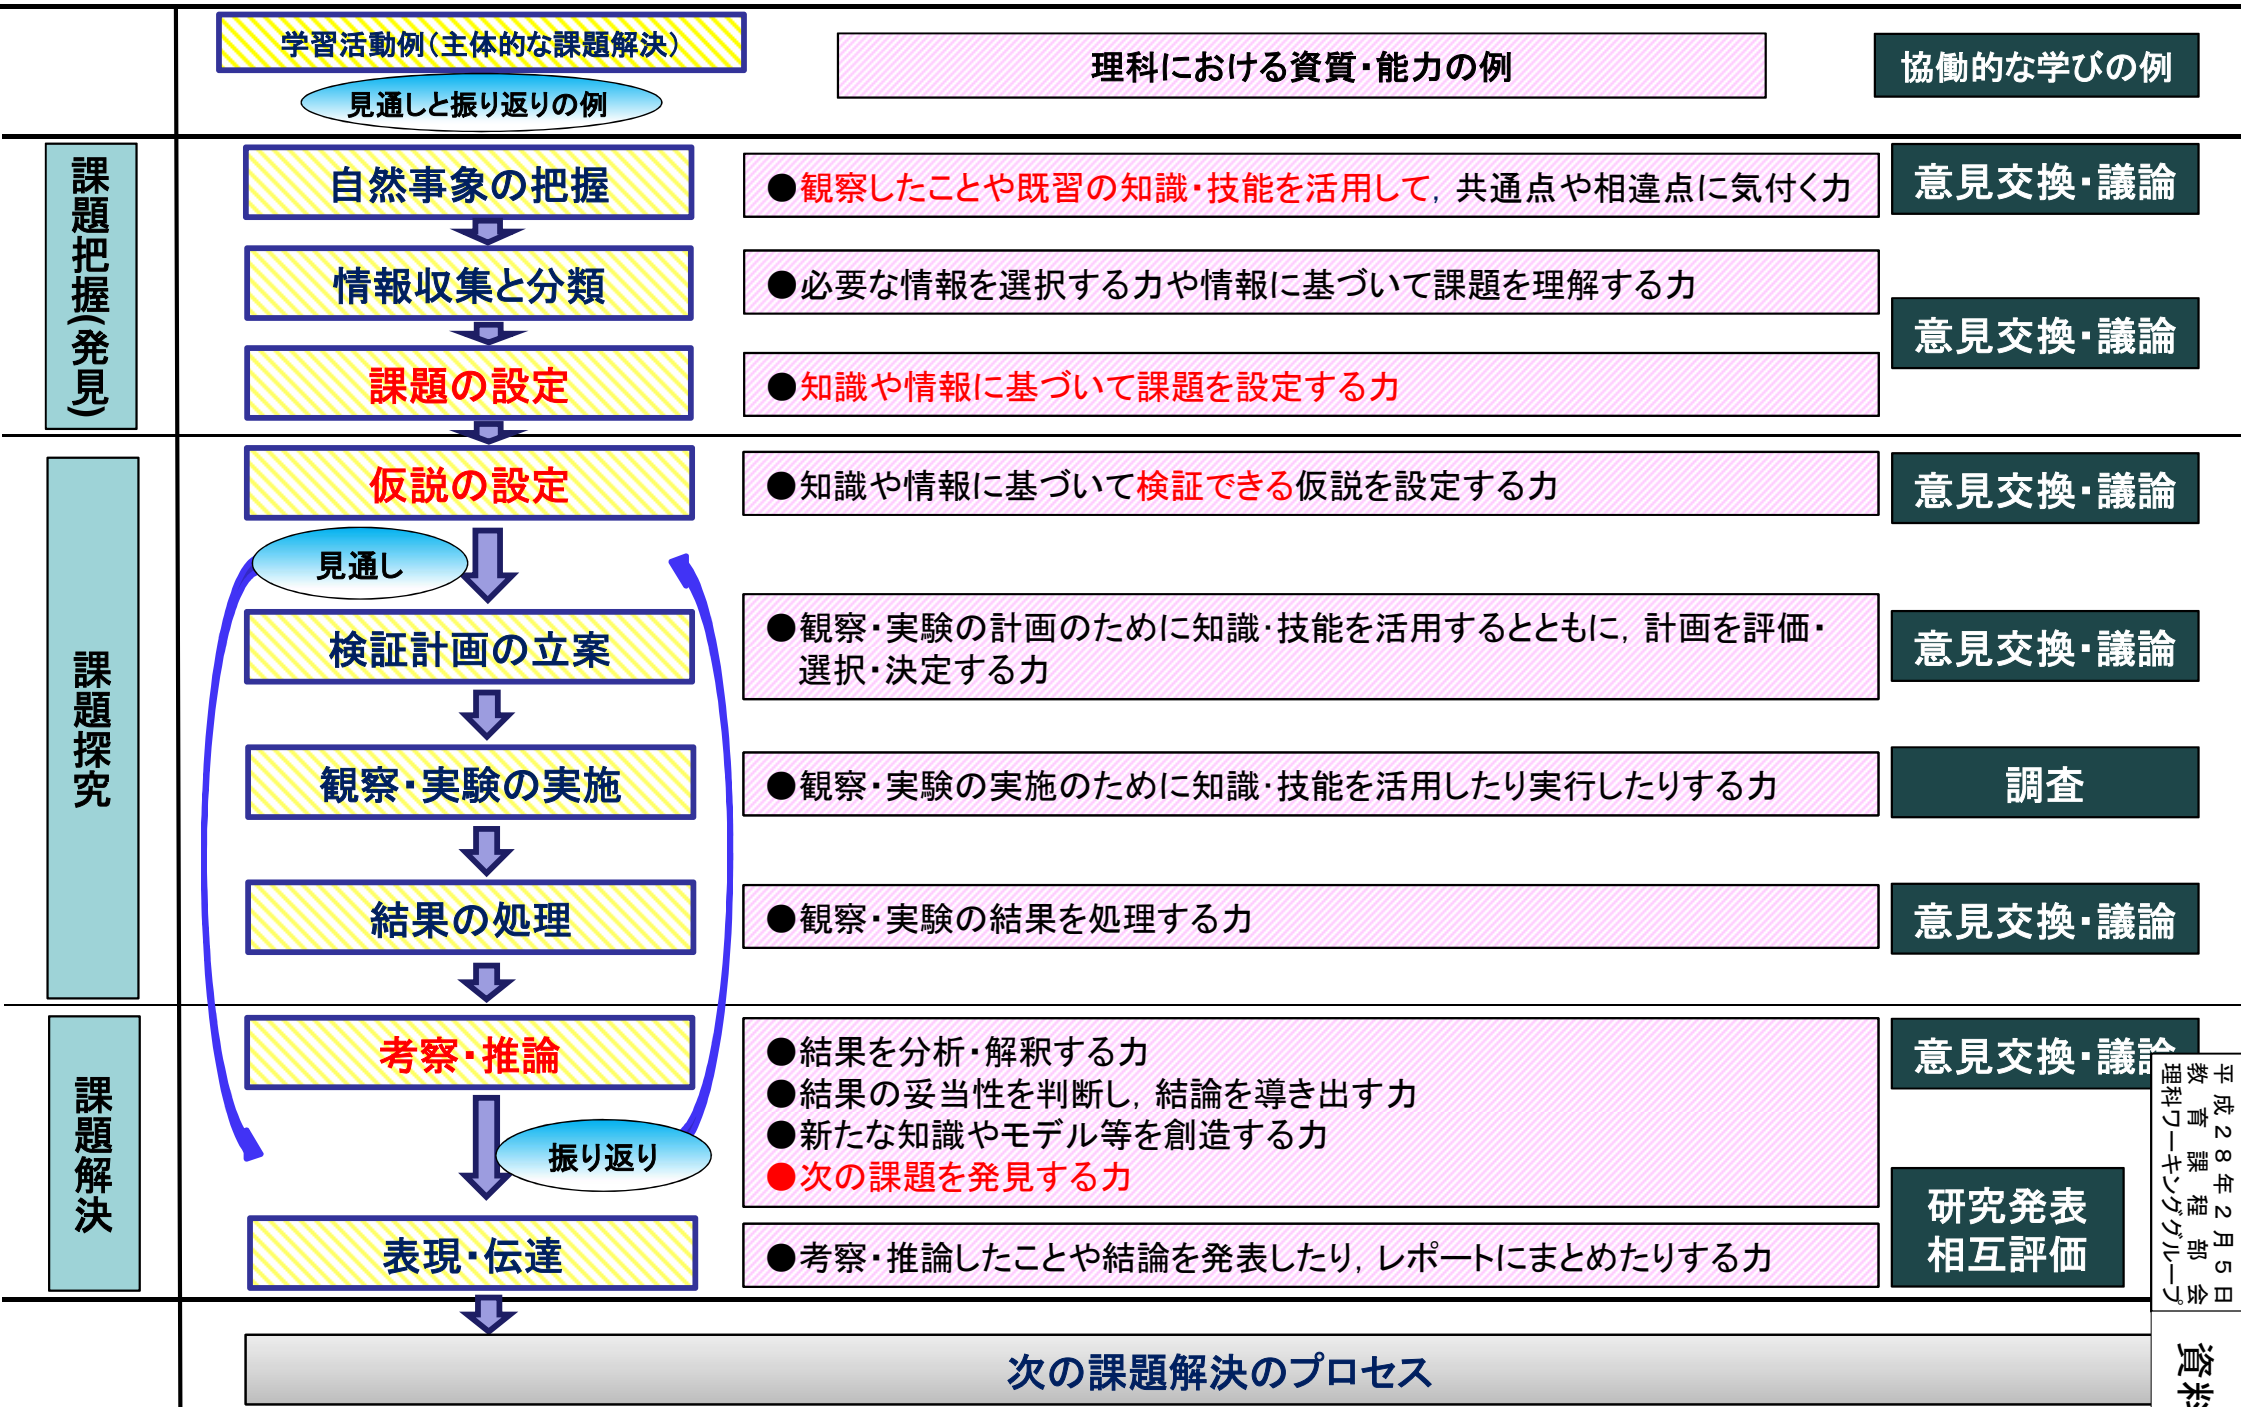 学習活動例(主体的な課題解決)
見通しと振り返りの例
理科における資質・能力の例
協働的な学びの例
課題把握(発見)
自然事象の把握
●観察したことや既習の知識・技能を活用して，共通点や相違点に気付く力
意見交換・議論
情報収集と分類
●必要な情報を選択する力や情報に基づいて課題を理解する力
意見交換・議論
課題の設定
●知識や情報に基づいて課題を設定する力
課題探究
仮説の設定
●知識や情報に基づいて検証できる仮説を設定する力
意見交換・議論
見通し
検証計画の立案
●観察・実験の計画のために知識・技能を活用するとともに，計画を評価・
選択・決定する力
意見交換・議論
観察・実験の実施
●観察・実験の実施のために知識・技能を活用したり実行したりする力
調査
結果の処理
●観察・実験の結果を処理する力
意見交換・議論
課題解決
考察・推論
●結果を分析・解釈する力
●結果の妥当性を判断し，結論を導き出す力
●新たな知識やモデル等を創造する力
●次の課題を発見する力
意見交換・議論
振り返り
表現・伝達
●考察・推論したことや結論を発表したり，レポートにまとめたりする力
研究発表
相互評価
次の課題解決のプロセス
平成２８年２月５日
教育課程部会
理科ワーキンググループ
資料